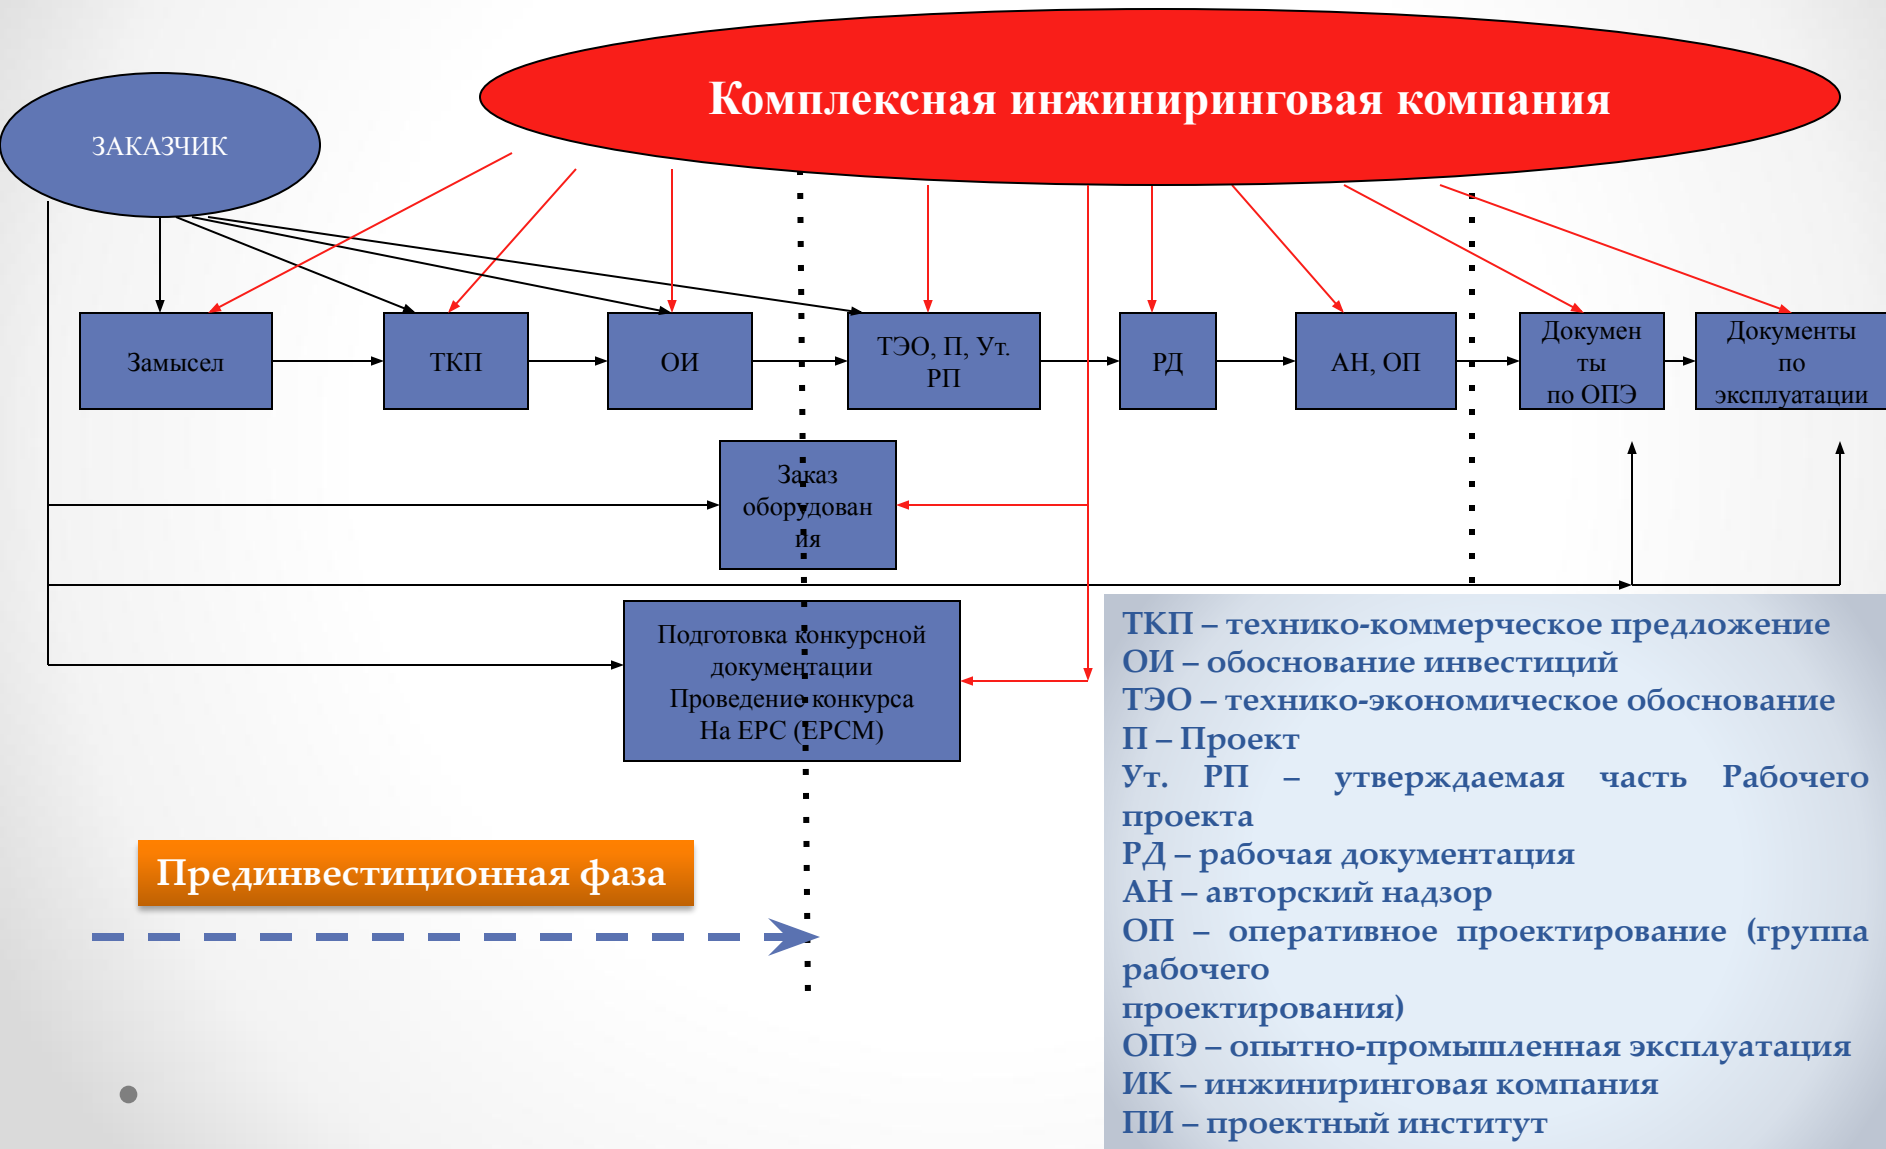 Комплексная инжиниринговая компания
ЗАКАЗЧИК
Замысел
ТКП
ОИ
ТЭО, П, Ут.
РП
РД
АН, ОП
Докумен
ты
по ОПЭ
Документы
по
эксплуатации
Заказ
оборудован
ия
Подготовка конкурсной
документации
Проведение конкурса
На ЕРС (ЕРСМ)
Прединвестиционная фаза
ТКП – технико-коммерческое предложение
ОИ – обоснование инвестиций
ТЭО – технико-экономическое обоснование
П – Проект
Ут. РП – утверждаемая часть Рабочего
проекта
РД – рабочая документация
АН – авторский надзор
ОП – оперативное проектирование (группа
рабочего
проектирования)
ОПЭ – опытно-промышленная эксплуатация
ИК – инжиниринговая компания
ПИ – проектный институт